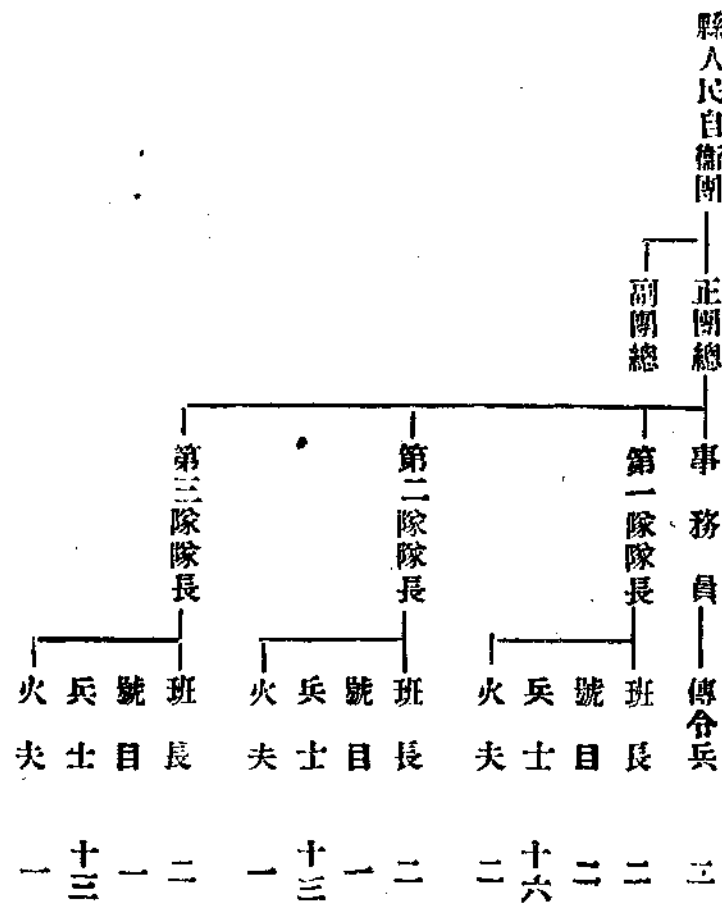 縣人民自衞團
正團總
副團總
事務員
傳令兵 二
第一隊隊長
班長 二
號目 二
兵士 十六
火夫 二
第二隊隊長
班長 二
號目 一
兵士 十三
火夫 一
第三隊隊長
班長 二
號目 一
兵士 十三
火夫 一